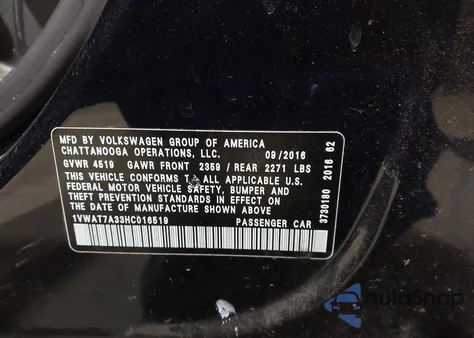 MFD BY VOLKSWAGEN GROUP OF AMERICA
CHATTANOOGA OPERATIONS, LLC. 09/2016
GVWR 4519 GAWR FRONT 2359 / REAR 2271 LBS
THIS VEHICLE CONFORMS TO ALL APPLICABLE U.S.
FEDERAL MOTOR VEHICLE SAFETY, BUMPER AND
THEFT PREVENTION STANDARDS IN EFFECT ON
THE DATE OF MANUFACTURE SHOWN ABOVE.
1VWAT7A33HC016519 PASSENGER CAR
3730180 2016 62
autoSnap